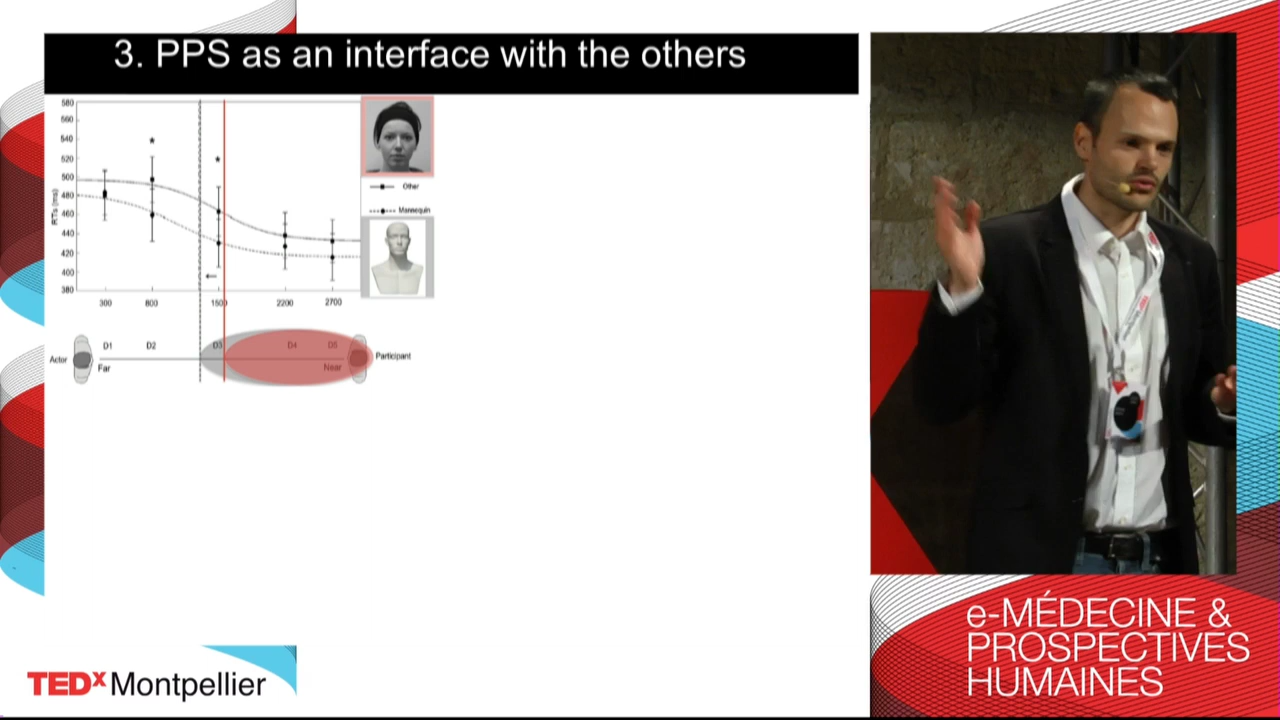 3. PPS as an interface with the others
580
560
540
520
500
480
460
440
420
400
380
RTs (ms)
Other
Mannequin
300
800
1500
2200
2700
Actor
D1
D2
D3
D4
D5
Participant
Far
Near
TEDx Montpellier
e-MÉDECINE &
PROSPECTIVES
HUMAINES